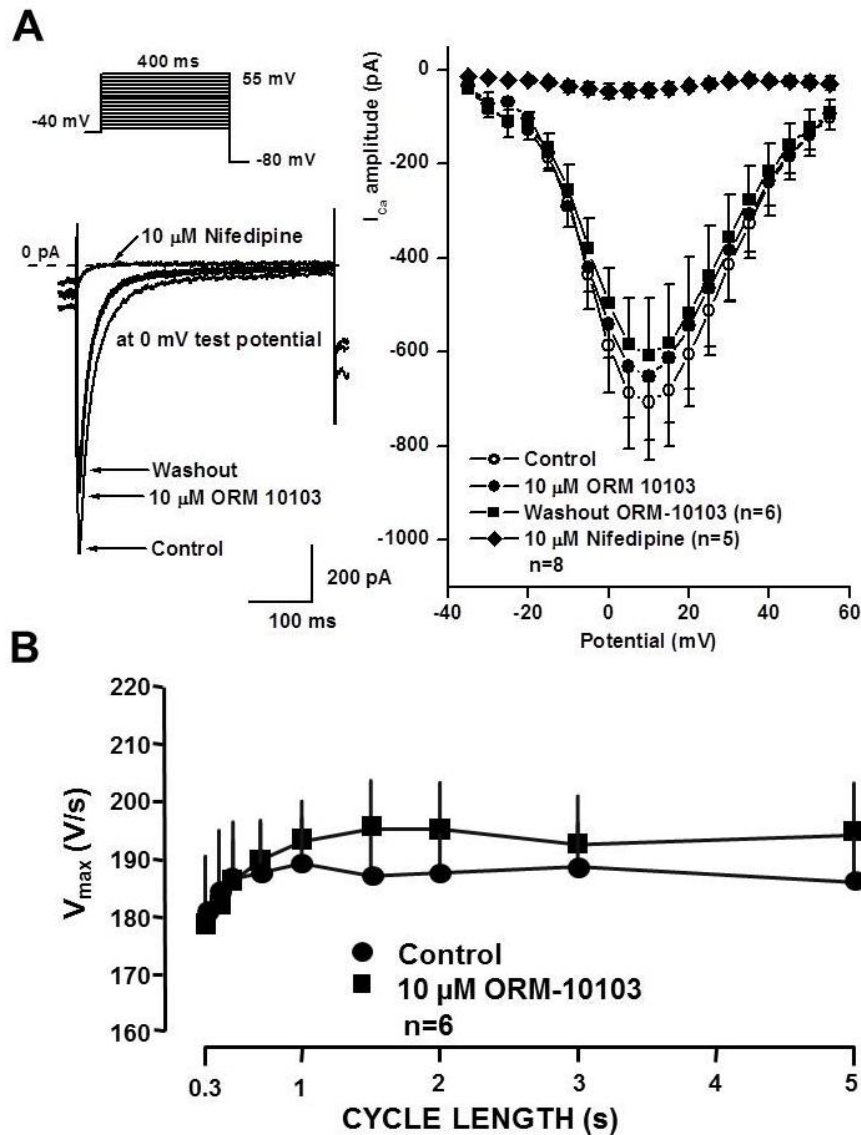 A
400 ms
55 mV
-40 mV
-80 mV
10 µM Nifedipine
0 pA
at 0 mV test potential
Washout
10 µM ORM 10103
Control
200 pA
100 ms
I_Ca amplitude (pA)
0
-200
-400
-600
-800
-1000
Control
10 µM ORM 10103
Washout ORM-10103 (n=6)
10 µM Nifedipine (n=5)
n=8
-40 -20 0 20 40 60
Potential (mV)
B
V_max (V/s)
220
210
200
190
180
170
160
Control
10 µM ORM-10103
n=6
0.3 1 2 3 4 5
CYCLE LENGTH (s)